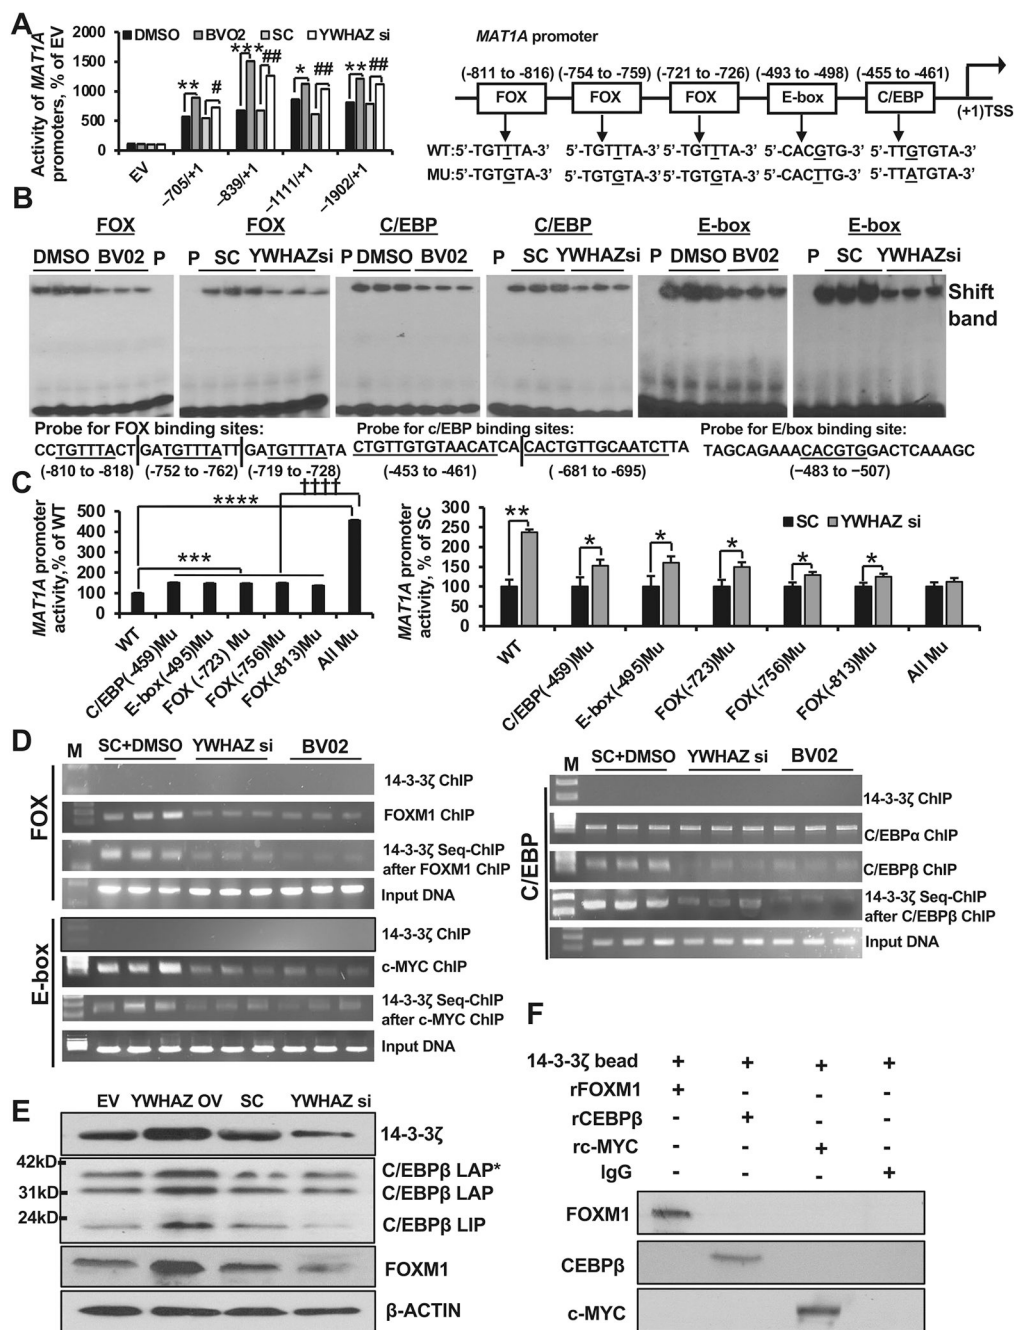 A
Activity of MAT1A
promoters, % of EV
2000
1500
1000
500
0
DMSO BVO2 SC YWHAZ si
** # *** ## * ## ** ##
EV
–705/+1
–839/+1
–1111/+1
–1902/+1
MAT1A promoter
(-811 to -816) (-754 to -759) (-721 to -726) (-493 to -498) (-455 to -461)
FOX FOX FOX E-box C/EBP
(+1)TSS
WT:5'-TGTTTA-3' 5'-TGTTTA-3' 5'-TGTTTA-3' 5'-CACGTG-3' 5'-TTGTGTA-3'
MU:5'-TGTGTA-3' 5'-TGTGTA-3' 5'-TGTGTA-3' 5'-CACTTG-3' 5'-TTATGTA-3'
B
FOX FOX C/EBP C/EBP E-box E-box
DMSO BV02 P P SC YWHAZsi P DMSO BV02 P SC YWHAZsi P DMSO BV02 P SC YWHAZsi
Shift
band
Probe for FOX binding sites: Probe for c/EBP binding sites: Probe for E/box binding site:
CCTGTTTACT GATGTTTATT GATGTTTATA CTGTTGTGTAACATCA CACTGTTGCAATCTTA TAGCAGAAACACGTGGACTCAAAGC
(-810 to -818) (-752 to -762) (-719 to -728) (-453 to -461) (-681 to -695) (−483 to −507)
C
MAT1A promoter
activity,% of WT
500
400
300
200
100
0
**** †††† ***
WT
C/EBP(-459)Mu
E-box(-495)Mu
FOX (-723) Mu
FOX(-756)Mu
FOX(-813)Mu
All Mu
MAT1A promoter
activity, % of SC
300
250
200
150
100
50
0
SC YWHAZ si
** * * * * *
WT
C/EBP(-459)Mu
E-box(-495)Mu
FOX(-723)Mu
FOX(-756)Mu
FOX(-813)Mu
All Mu
D
M SC+DMSO YWHAZ si BV02
FOX
14-3-3ζ ChIP
FOXM1 ChIP
14-3-3ζ Seq-ChIP
after FOXM1 ChIP
Input DNA
E-box
14-3-3ζ ChIP
c-MYC ChIP
14-3-3ζ Seq-ChIP
after c-MYC ChIP
Input DNA
M SC+DMSO YWHAZ si BV02
C/EBP
14-3-3ζ ChIP
C/EBPα ChIP
C/EBPβ ChIP
14-3-3ζ Seq-ChIP
after C/EBPβ ChIP
Input DNA
E
EV YWHAZ OV SC YWHAZ si
14-3-3ζ
42kD
31kD
24kD
C/EBPβ LAP*
C/EBPβ LAP
C/EBPβ LIP
FOXM1
β-ACTIN
F
14-3-3ζ bead + + + +
rFOXM1 + - - -
rCEBPβ - + - -
rc-MYC - - + -
IgG - - - +
FOXM1
CEBPβ
c-MYC